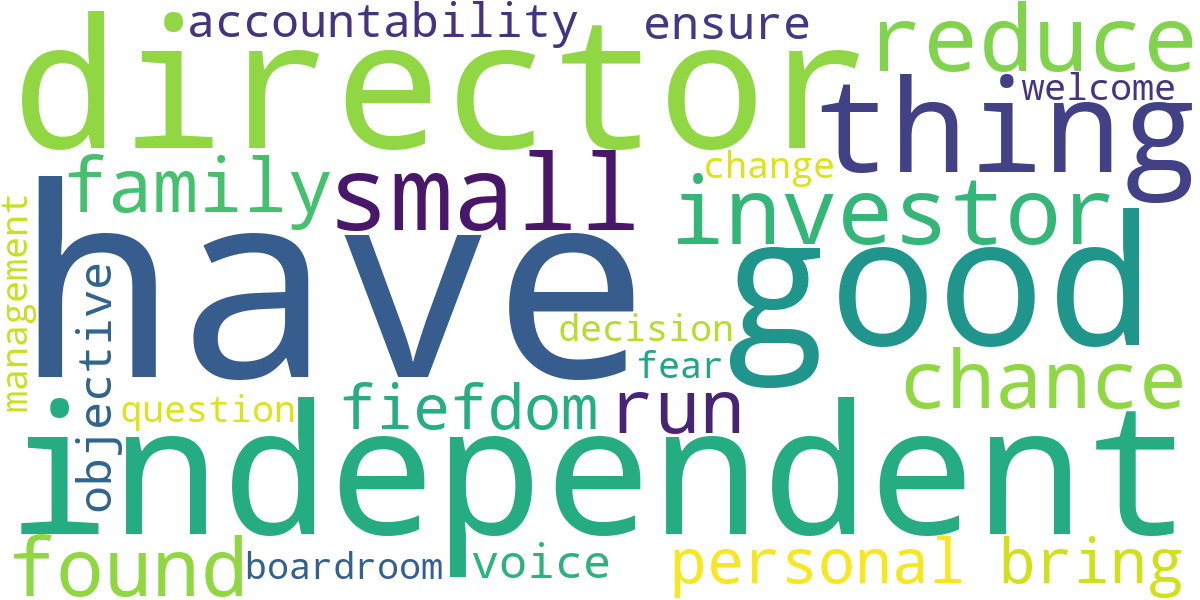 accountability ensure
director reduce
thing welcome
family small change
investor
have good
management objective
decision
fear
question fiefdom run chance
independent
found boardroom voice personal bring